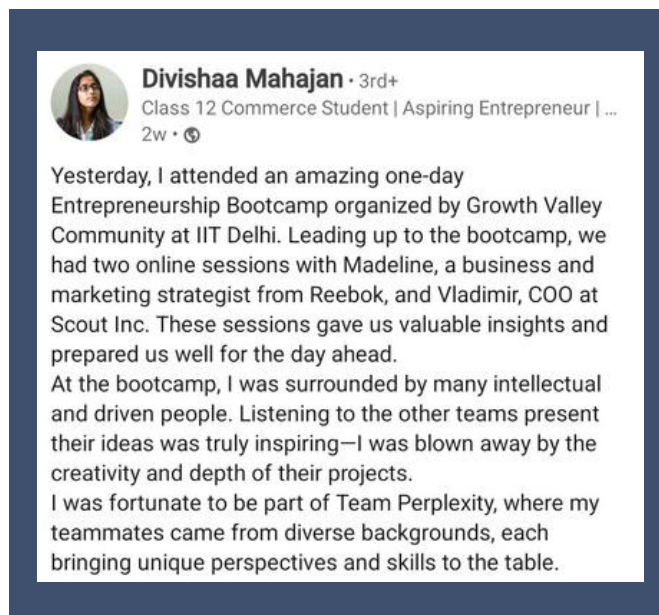 Divishaa Mahajan · 3rd+
Class 12 Commerce Student | Aspiring Entrepreneur | ...
2w •
Yesterday, I attended an amazing one-day
Entrepreneurship Bootcamp organized by Growth Valley
Community at IIT Delhi. Leading up to the bootcamp, we
had two online sessions with Madeline, a business and
marketing strategist from Reebok, and Vladimir, COO at
Scout Inc. These sessions gave us valuable insights and
prepared us well for the day ahead.
At the bootcamp, I was surrounded by many intellectual
and driven people. Listening to the other teams present
their ideas was truly inspiring—I was blown away by the
creativity and depth of their projects.
I was fortunate to be part of Team Perplexity, where my
teammates came from diverse backgrounds, each
bringing unique perspectives and skills to the table.